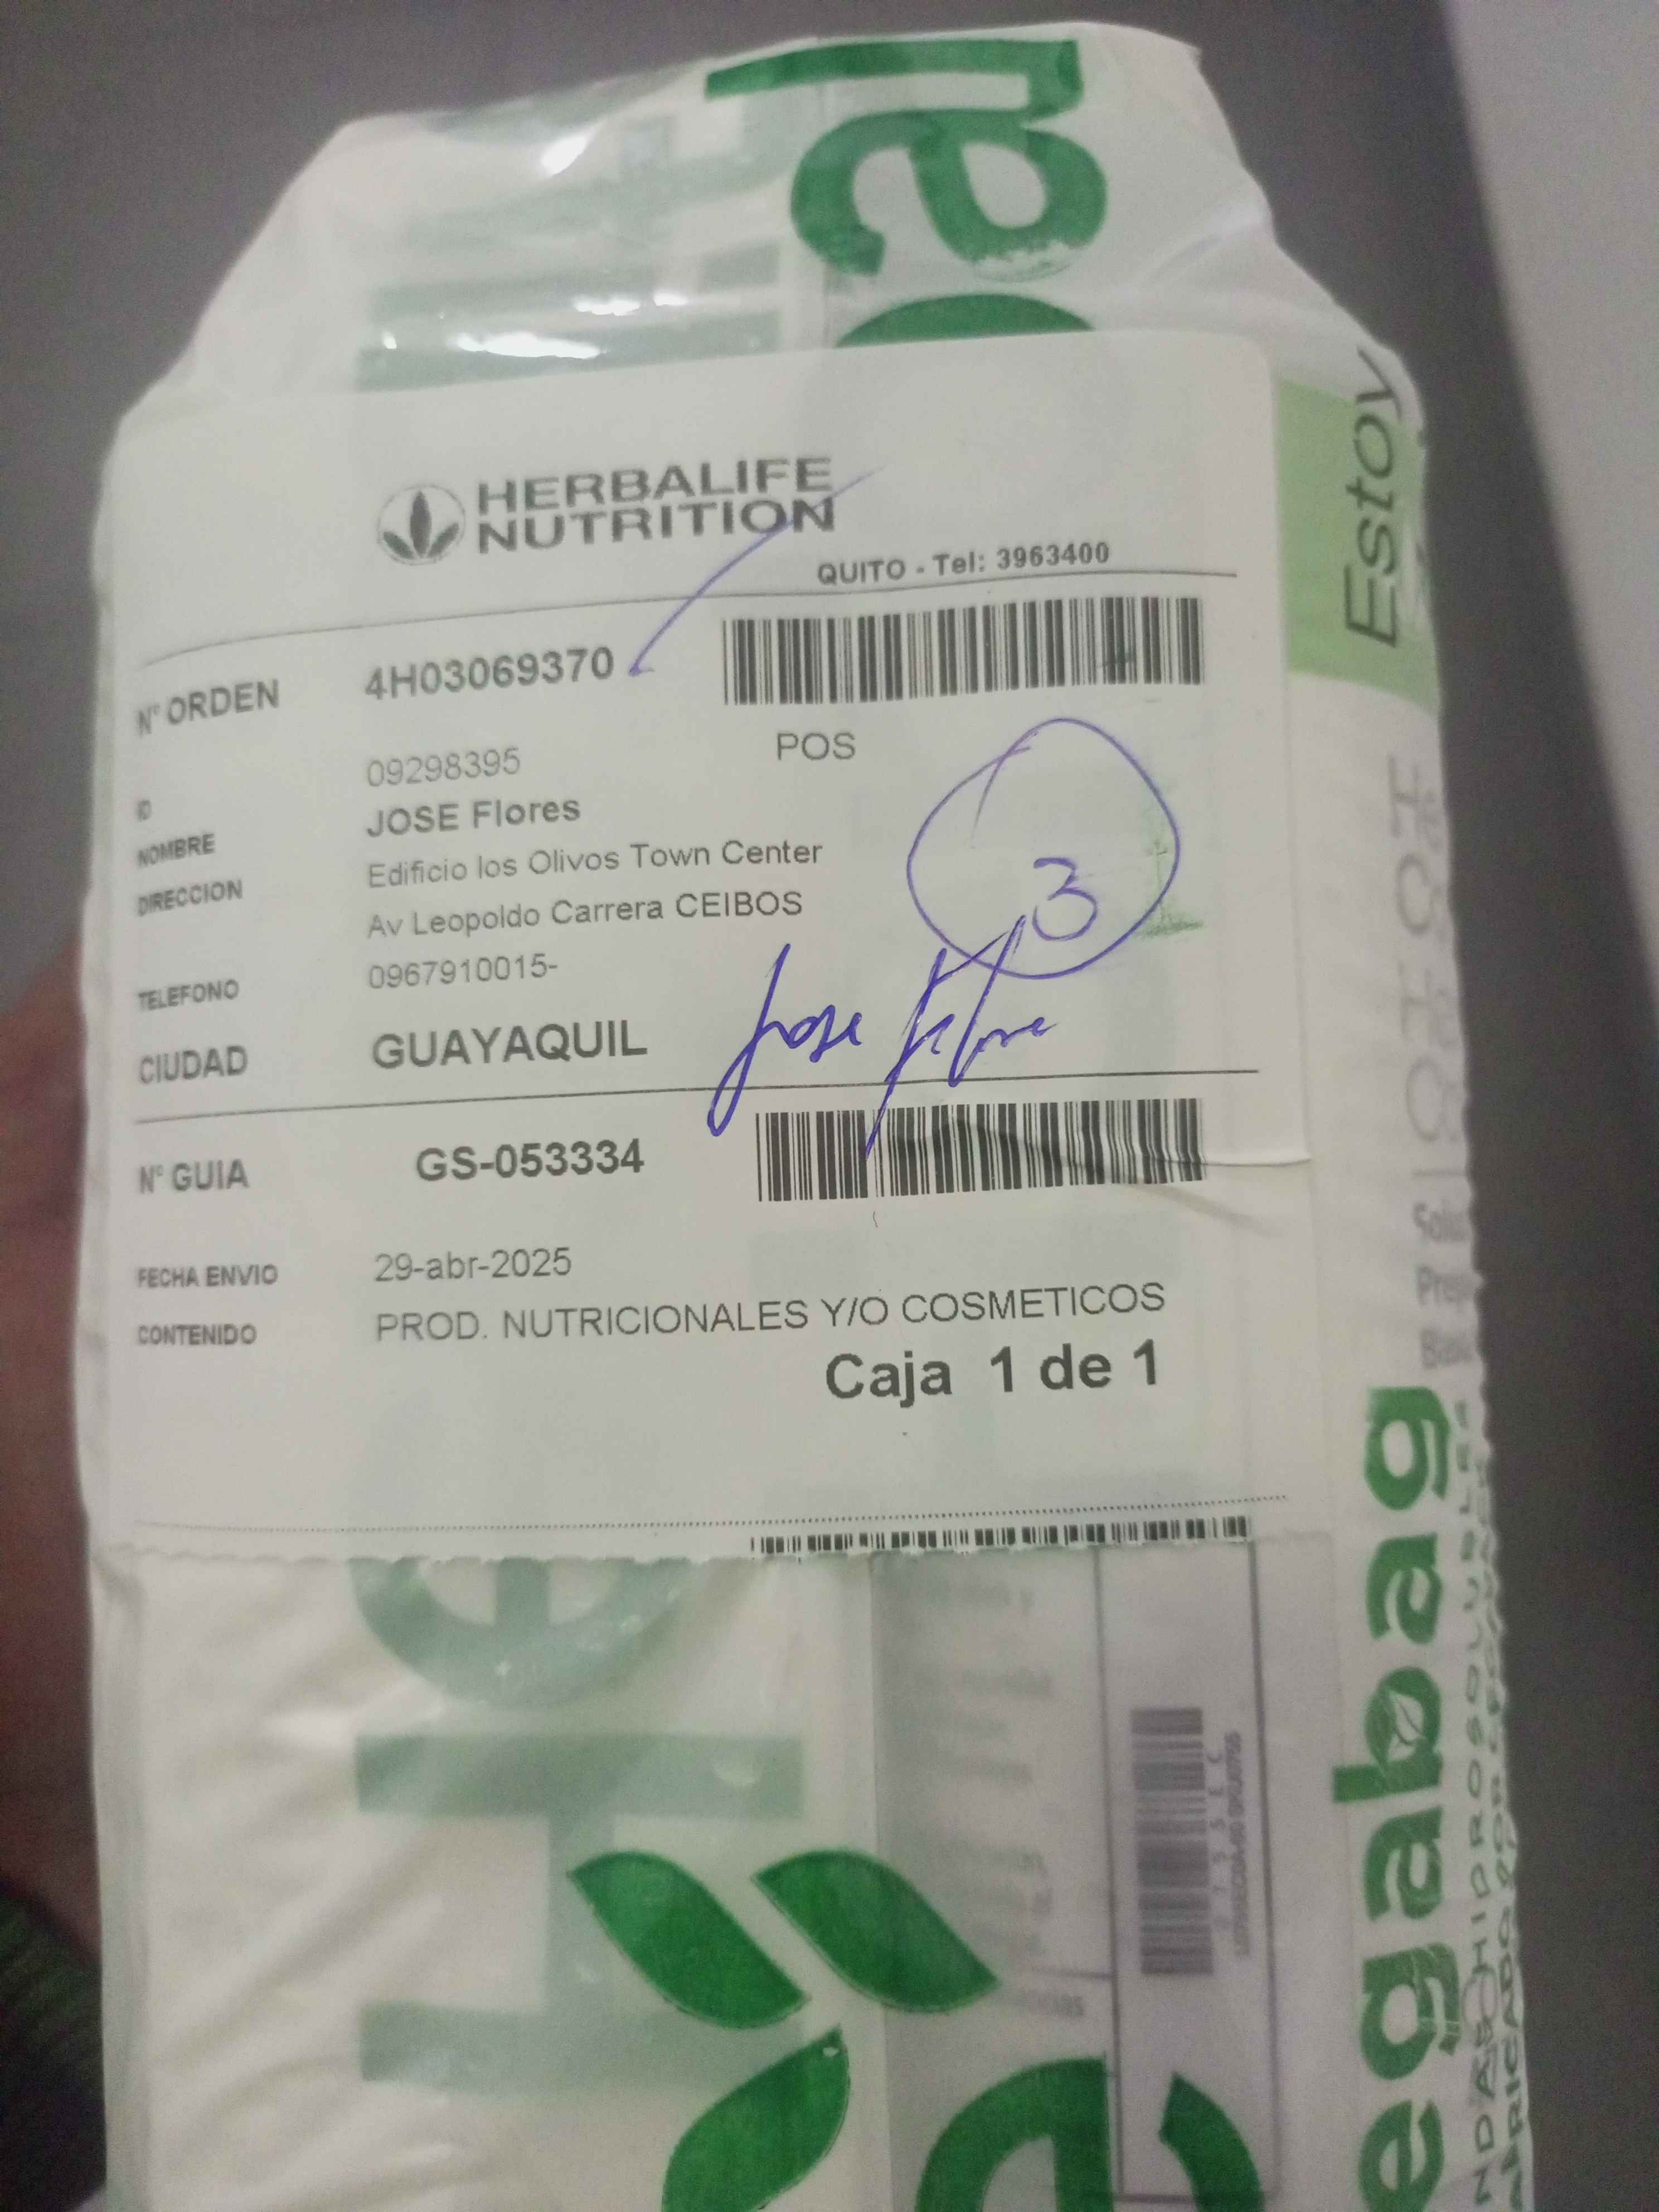 HERBALIFE
NUTRITION
QUITO - Tel: 3963400
N° ORDEN 4H03069370
ID 09298395 POS
NOMBRE JOSE Flores
DIRECCION Edificio los Olivos Town Center
Av Leopoldo Carrera CEIBOS
TELEFONO 0967910015-
CIUDAD GUAYAQUIL
3
Jose
N° GUIA GS-053334
FECHA ENVIO 29-abr-2025
CONTENIDO PROD. NUTRICIONALES Y/O COSMETICOS
Caja 1 de 1
Estoy
egabag